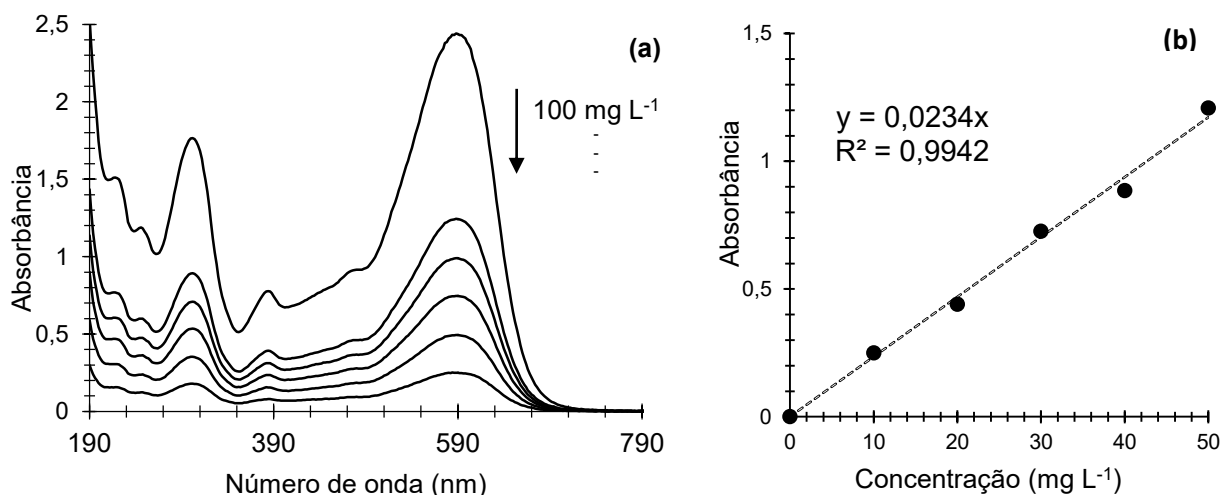 (a)
2,5
2
1,5
1
0,5
0
Absorbância
100 mg L-1
-
-
-
190
390
590
790
Número de onda (nm)
(b)
1,5
1
0,5
0
Absorbância
y = 0,0234x
R² = 0,9942
0
10
20
30
40
50
Concentração (mg L-1)